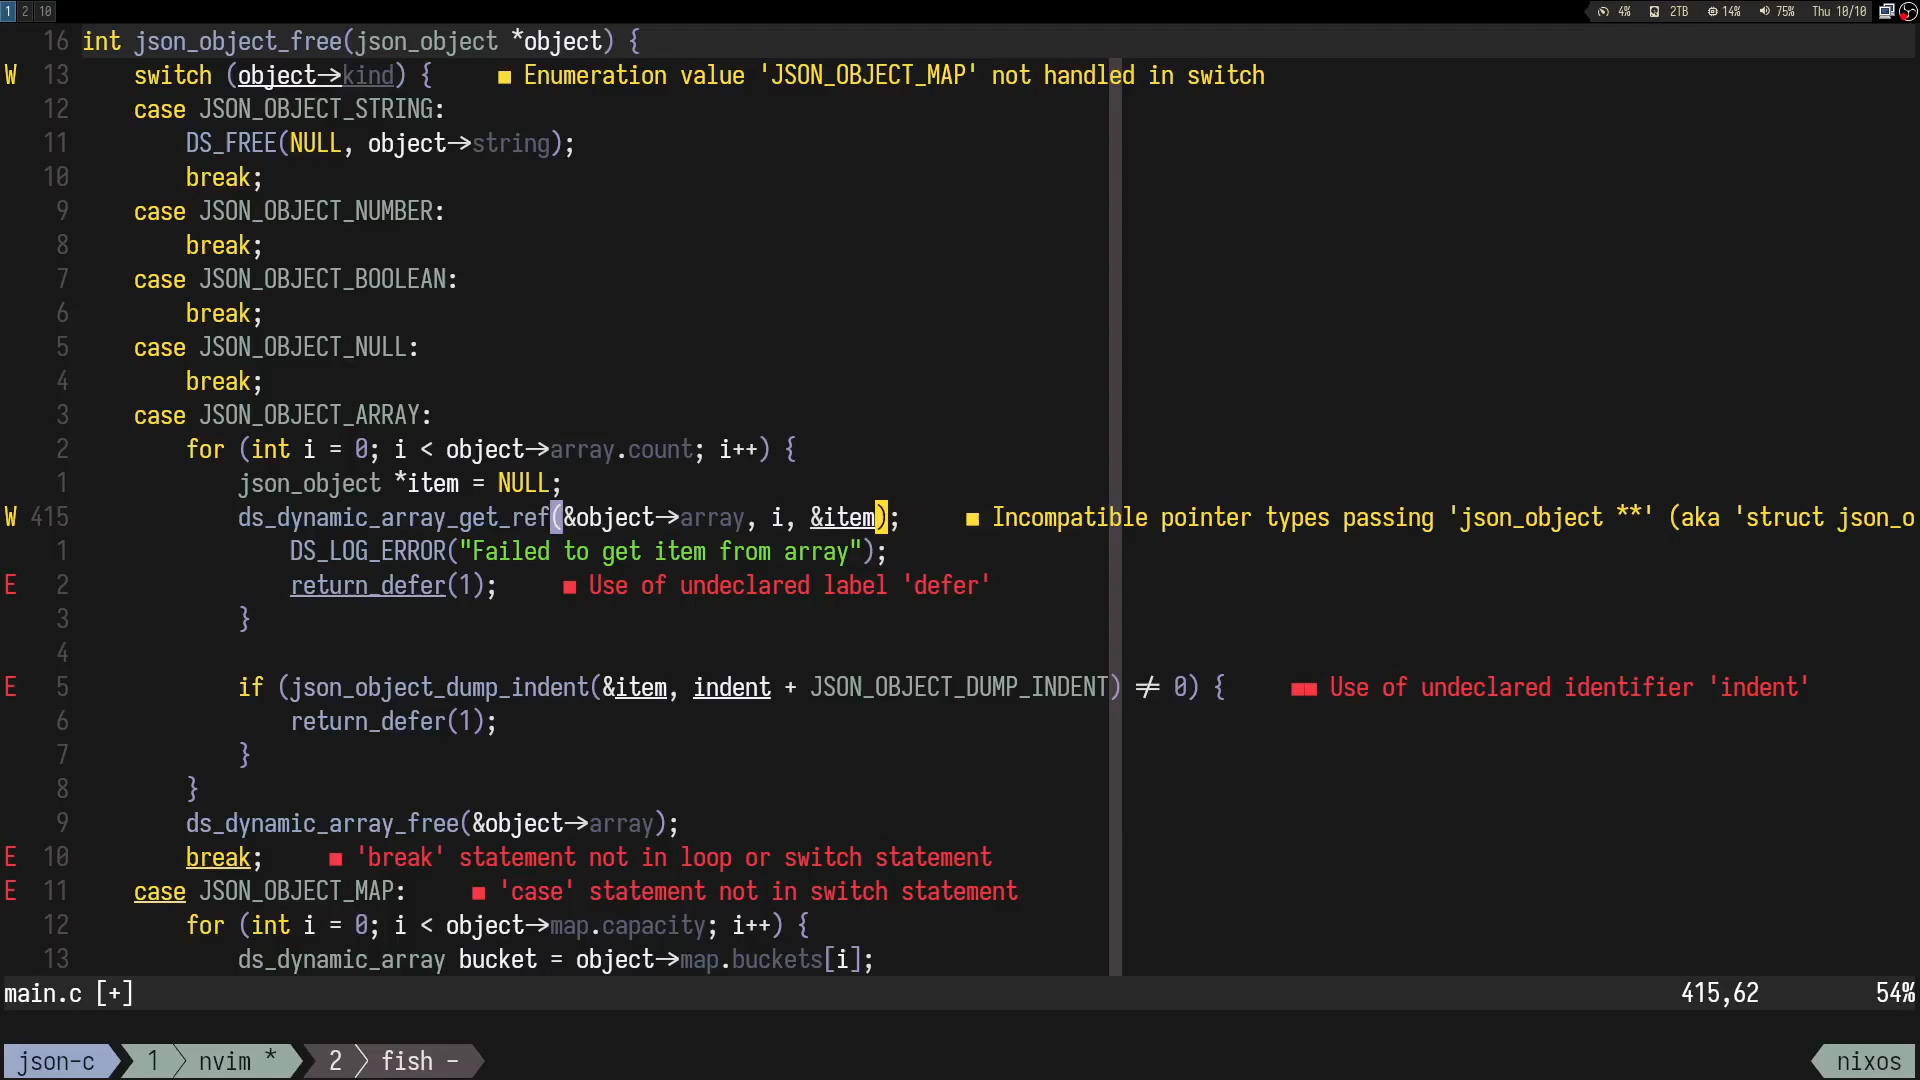 1 2 10 4% 2TB 14% 75% Thu 10/10
16 int json_object_free(json_object *object) {
W 13 switch (object->kind) { ■ Enumeration value 'JSON_OBJECT_MAP' not handled in switch
12 case JSON_OBJECT_STRING:
11 DS_FREE(NULL, object->string);
10 break;
9 case JSON_OBJECT_NUMBER:
8 break;
7 case JSON_OBJECT_BOOLEAN:
6 break;
5 case JSON_OBJECT_NULL:
4 break;
3 case JSON_OBJECT_ARRAY:
2 for (int i = 0; i < object->array.count; i++) {
1 json_object *item = NULL;
W 415 ds_dynamic_array_get_ref(&object->array, i, &item); ■ Incompatible pointer types passing 'json_object **' (aka 'struct json_o
1 DS_LOG_ERROR("Failed to get item from array");
E 2 return_defer(1); ■ Use of undeclared label 'defer'
3 }
4
E 5 if (json_object_dump_indent(&item, indent + JSON_OBJECT_DUMP_INDENT) != 0) { ■■ Use of undeclared identifier 'indent'
6 return_defer(1);
7 }
8 }
9 ds_dynamic_array_free(&object->array);
E 10 break; ■ 'break' statement not in loop or switch statement
E 11 case JSON_OBJECT_MAP: ■ 'case' statement not in switch statement
12 for (int i = 0; i < object->map.capacity; i++) {
13 ds_dynamic_array bucket = object->map.buckets[i];
main.c [+] 415,62 54%
json-c 1 nvim * 2 fish - nixos